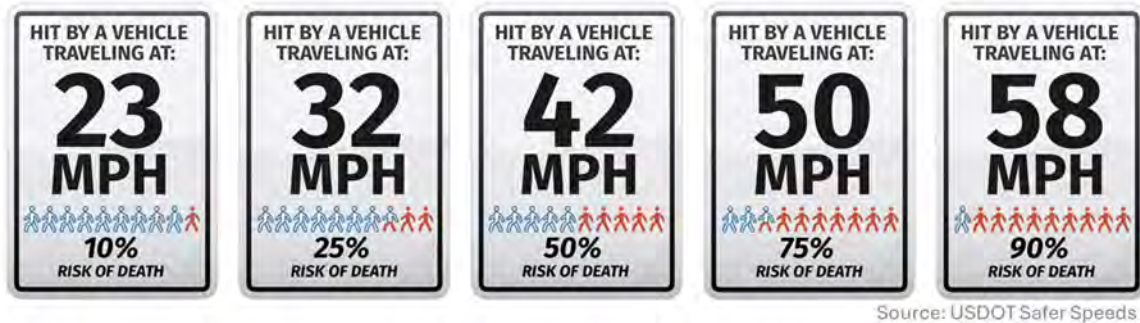 HIT BY A VEHICLE
TRAVELING AT:
23
MPH
10%
RISK OF DEATH
HIT BY A VEHICLE
TRAVELING AT:
32
MPH
25%
RISK OF DEATH
HIT BY A VEHICLE
TRAVELING AT:
42
MPH
50%
RISK OF DEATH
HIT BY A VEHICLE
TRAVELING AT:
50
MPH
75%
RISK OF DEATH
HIT BY A VEHICLE
TRAVELING AT:
58
MPH
90%
RISK OF DEATH
Source: USDOT Safer Speeds